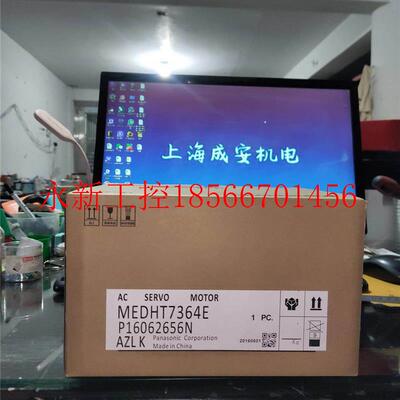 上海成安机电
永新工控18566701456
AC SERVO MOTOR
MEDHT7364E
P16062656N
AZLK
Panasonic Corporation
Made in China
1 PC.
20160601